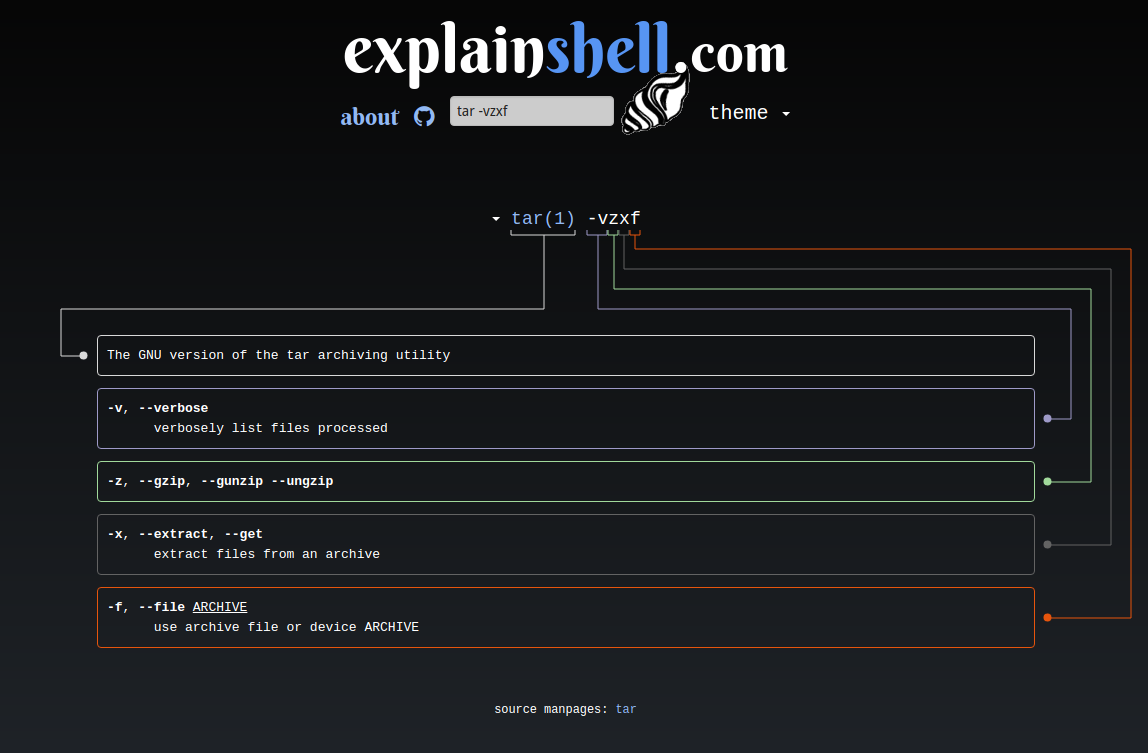 explainshell.com
about tar -vzxf theme
tar(1) -vzxf
The GNU version of the tar archiving utility
-v, --verbose
verbosely list files processed
-z, --gzip, --gunzip --ungzip
-x, --extract, --get
extract files from an archive
-f, --file ARCHIVE
use archive file or device ARCHIVE
source manpages: tar